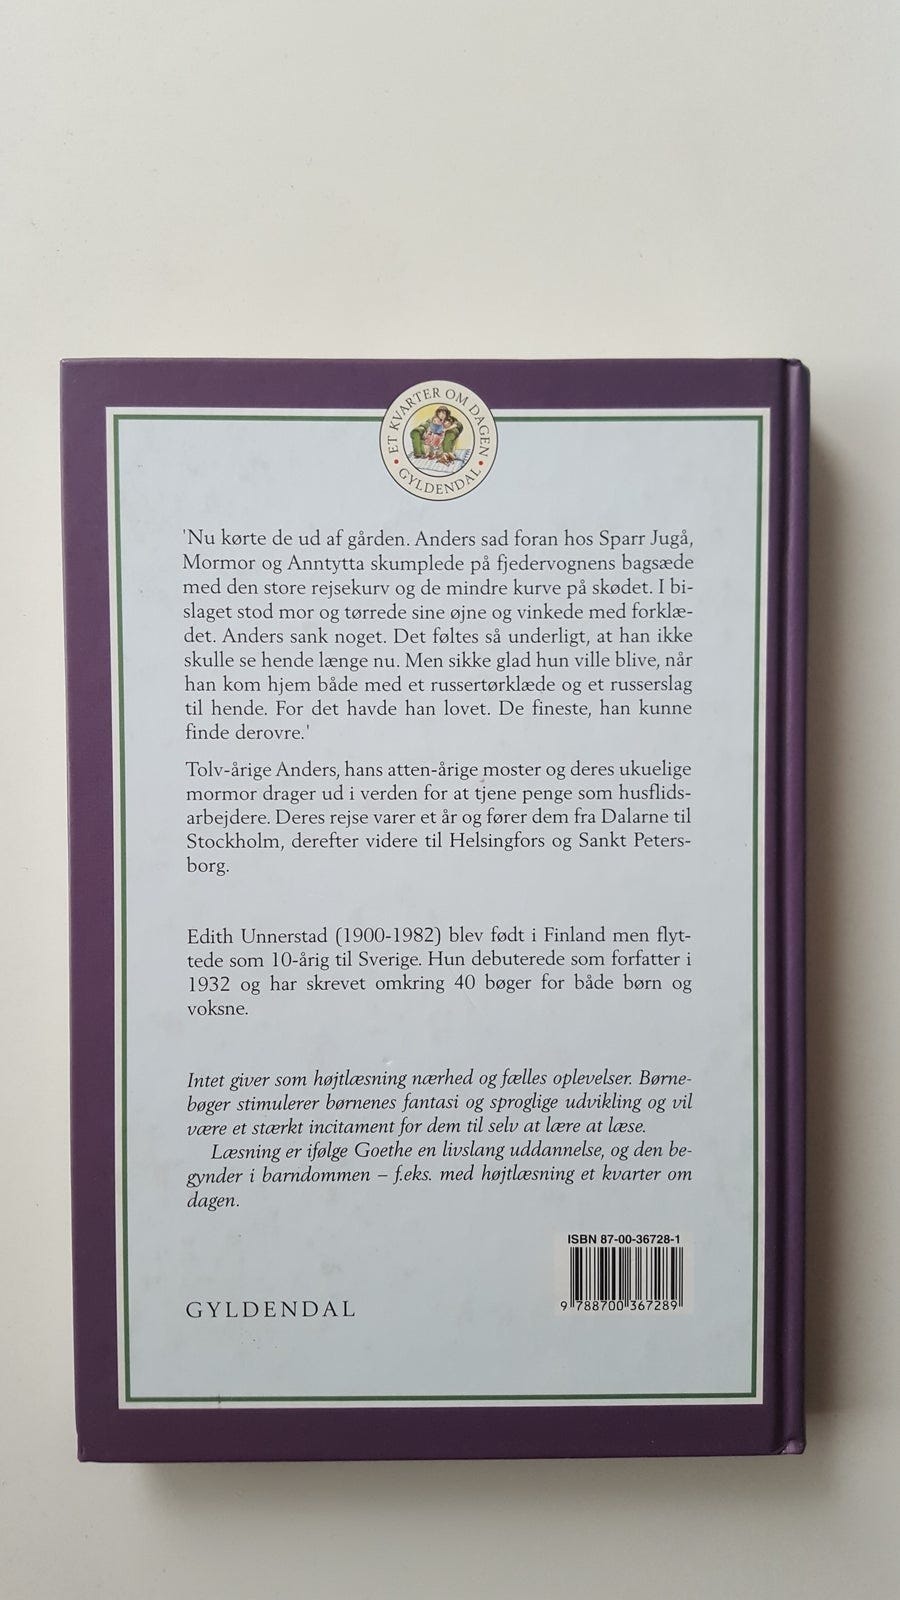 ET KVARTER OM DAGEN
GYLDENDAL
'Nu kørte de ud af gården. Anders sad foran hos Sparr Jugå,
Mormor og Anntytta skumplede på fjedervognens bagsæde
med den store rejsekurv og de mindre kurve på skødet. I bi-
slaget stod mor og tørrede sine øjne og vinkede med forklæ-
det. Anders sank noget. Det føltes så underligt, at han ikke
skulle se hende længe nu. Men sikke glad hun ville blive, når
han kom hjem både med et russertørklæde og et russerslag
til hende. For det havde han lovet. De fineste, han kunne
finde derovre.'
Tolv-årige Anders, hans atten-årige moster og deres ukuelige
mormor drager ud i verden for at tjene penge som husflids-
arbejdere. Deres rejse varer et år og fører dem fra Dalarne til
Stockholm, derefter videre til Helsingfors og Sankt Peters-
borg.
Edith Unnerstad (1900-1982) blev født i Finland men flyt-
tede som 10-årig til Sverige. Hun debuterede som forfatter i
1932 og har skrevet omkring 40 bøger for både børn og
voksne.
Intet giver som højtlæsning nærhed og fælles oplevelser. Børne-
bøger stimulerer børnenes fantasi og sproglige udvikling og vil
være et stærkt incitament for dem til selv at lære at læse.
Læsning er ifølge Goethe en livslang uddannelse, og den be-
gynder i barndommen – f.eks. med højtlæsning et kvarter om
dagen.
ISBN 87-00-36728-1
9 788700 367289
GYLDENDAL